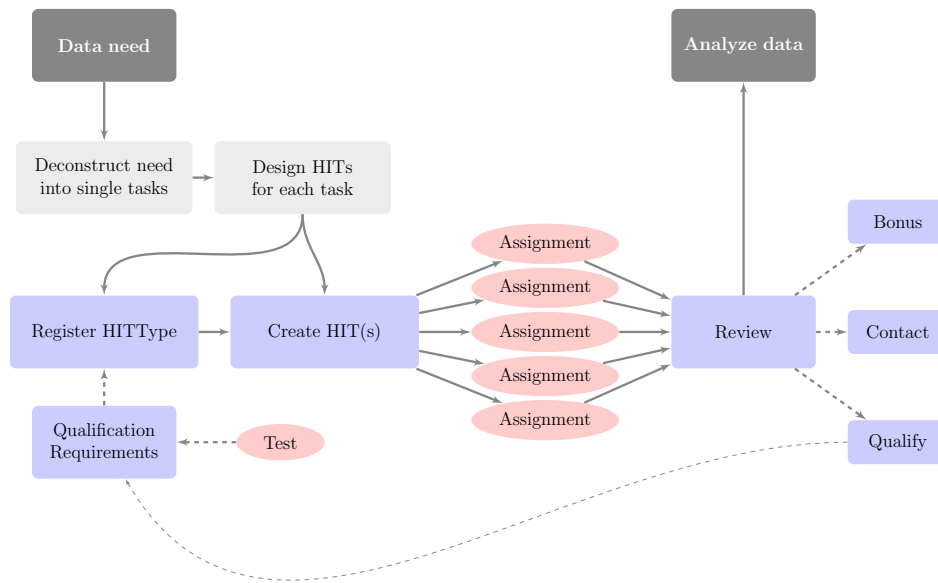 Data need
Analyze data
Deconstruct need
into single tasks
Design HITs
for each task
Bonus
Assignment
Assignment
Register HITType
Create HIT(s)
Assignment
Review
Contact
Assignment
Assignment
Qualification
Requirements
Test
Qualify